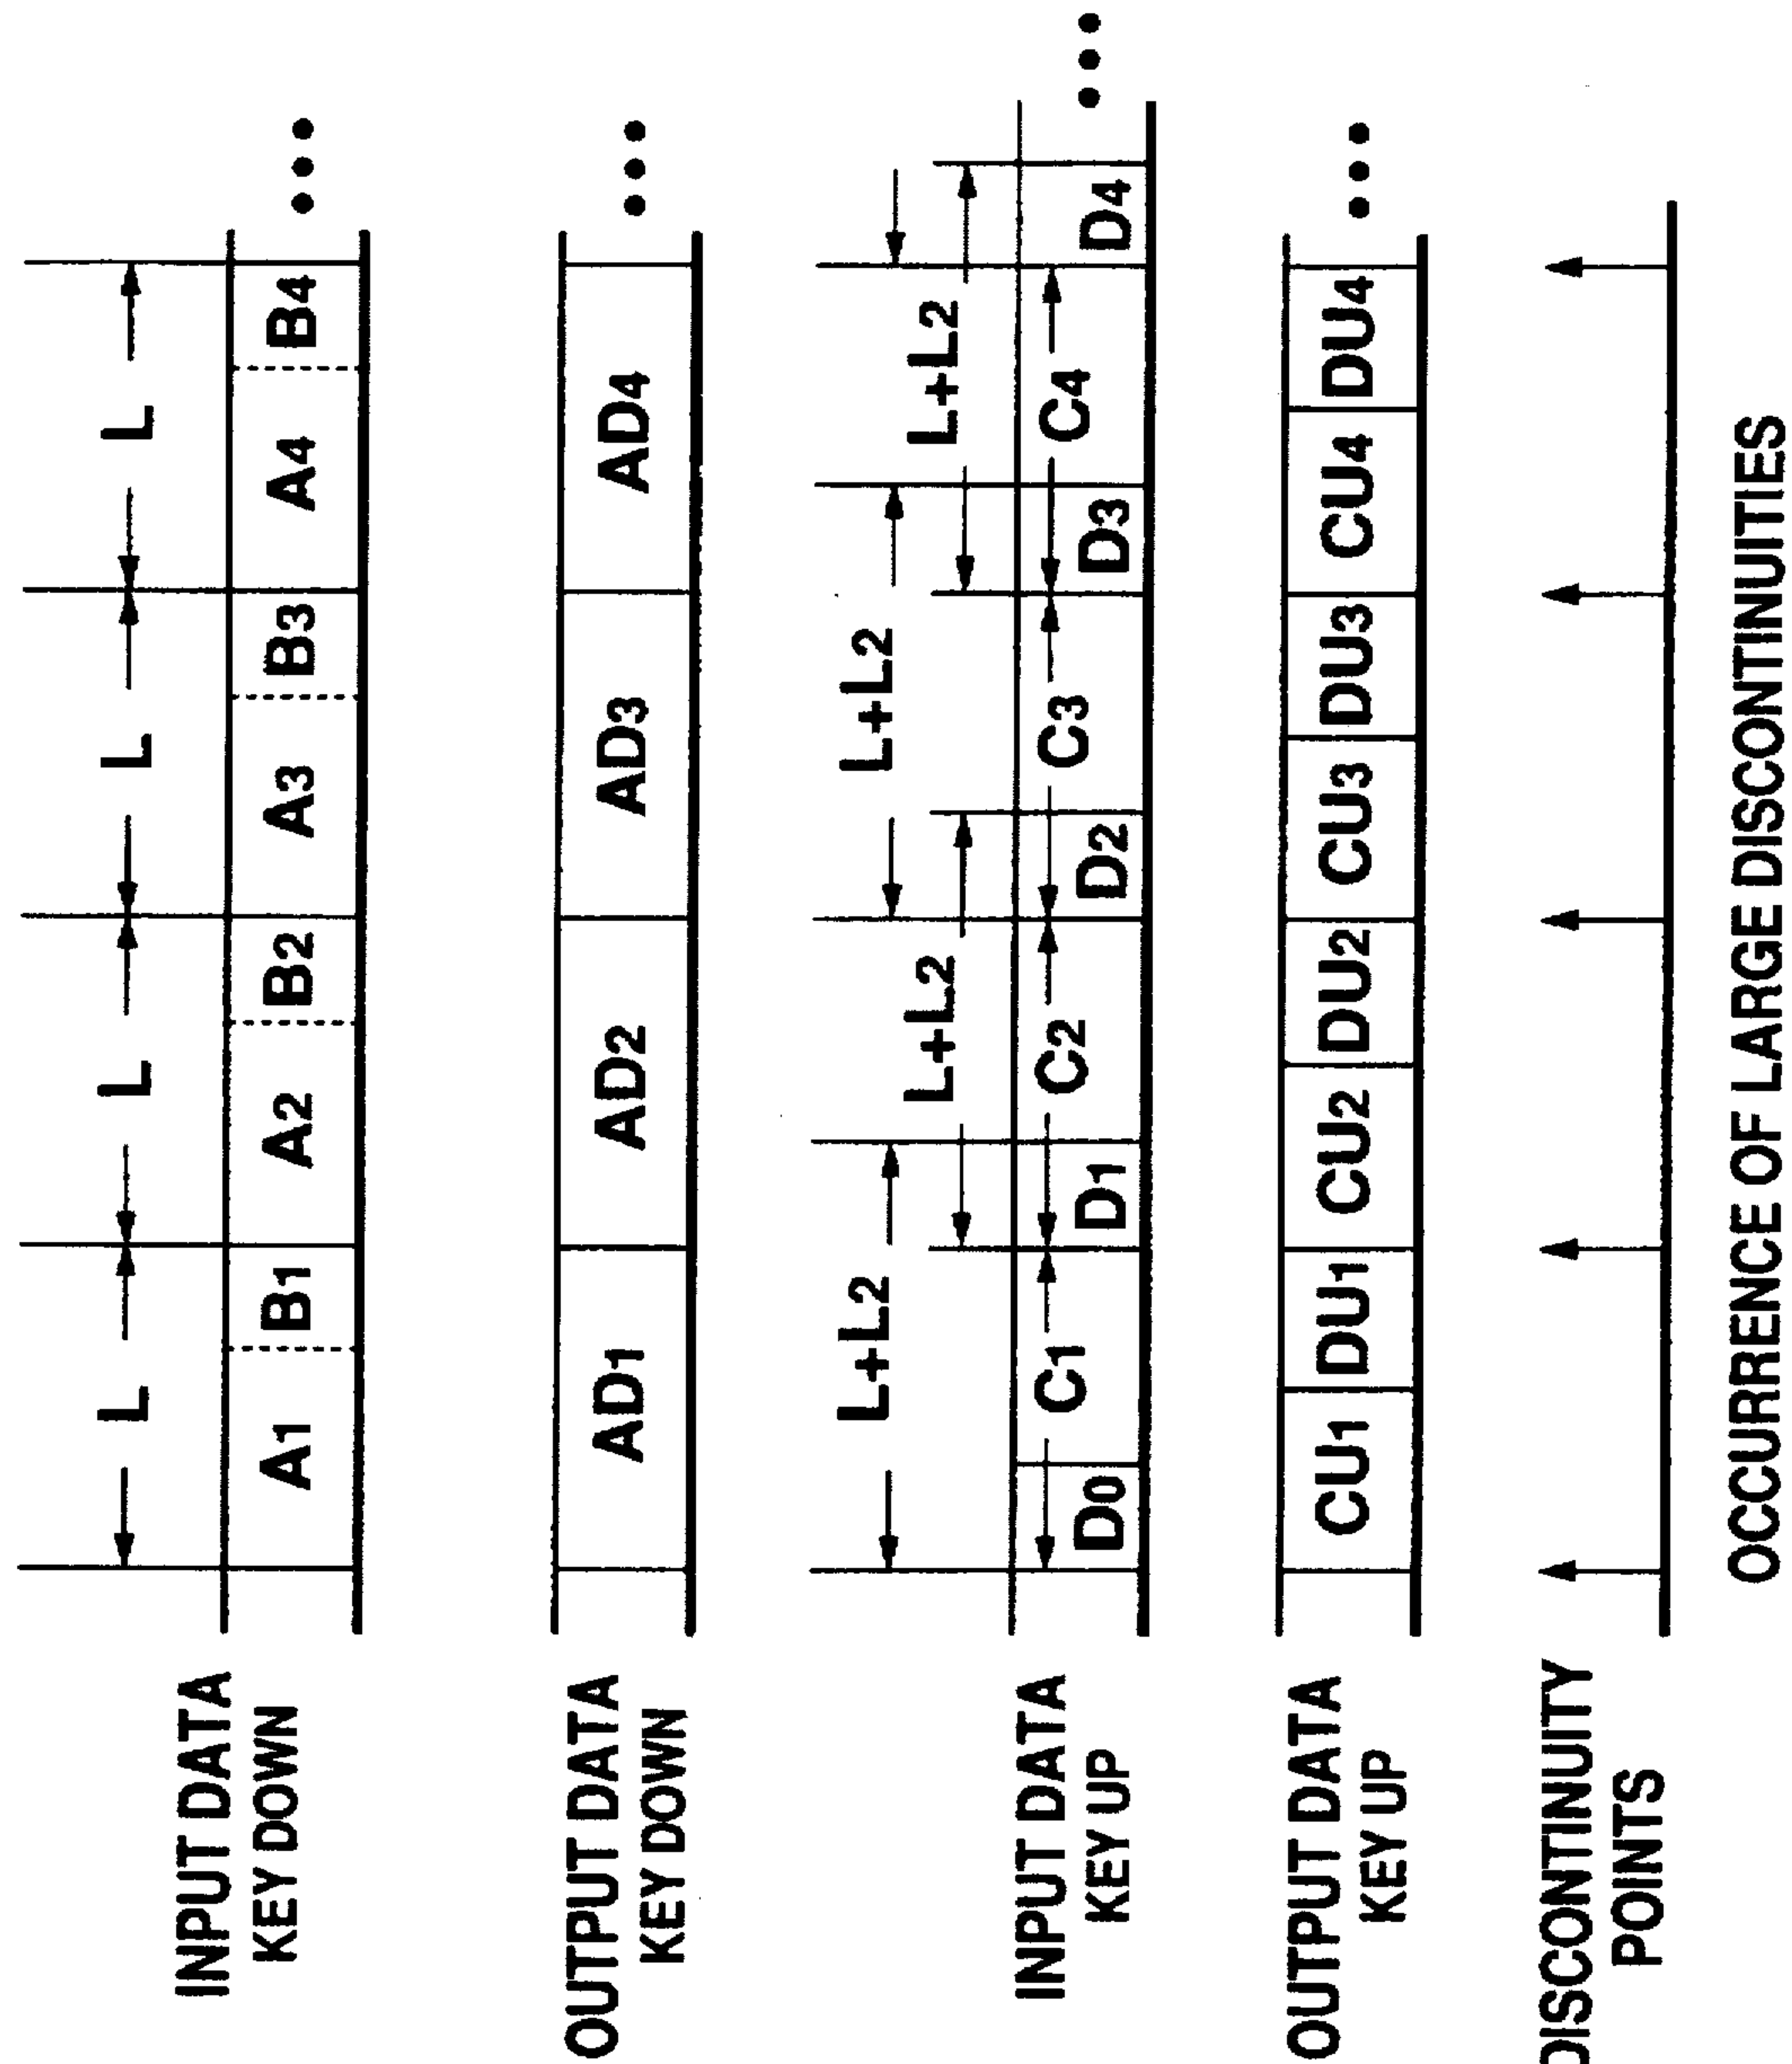 INPUT DATA
KEY DOWN
L L L L
A1 B1 A2 B2 A3 B3 A4 B4 •••
OUTPUT DATA
KEY DOWN
AD1 AD2 AD3 AD4 •••
INPUT DATA
KEY UP
L+L2 L+L2
L+L2 L+L2
C1 C2 C3 C4
D0 D1 D2 D3 D4 •••
OUTPUT DATA
KEY UP
CU1 DU1 CU2 DU2 CU3 DU3 CU4 DU4 •••
DISCONTINUITY
POINTS
OCCURRENCE OF LARGE DISCONTINUITIES